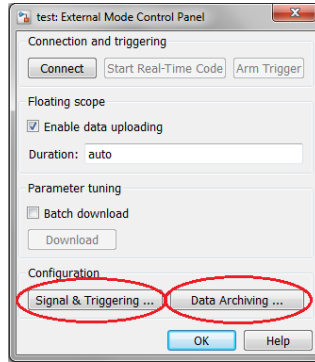 test: External Mode Control Panel
Connection and triggering
Connect Start Real-Time Code Arm Trigger
Floating scope
Enable data uploading
Duration: auto
Parameter tuning
Batch download
Download
Configuration
Signal & Triggering ... Data Archiving ...
OK Help